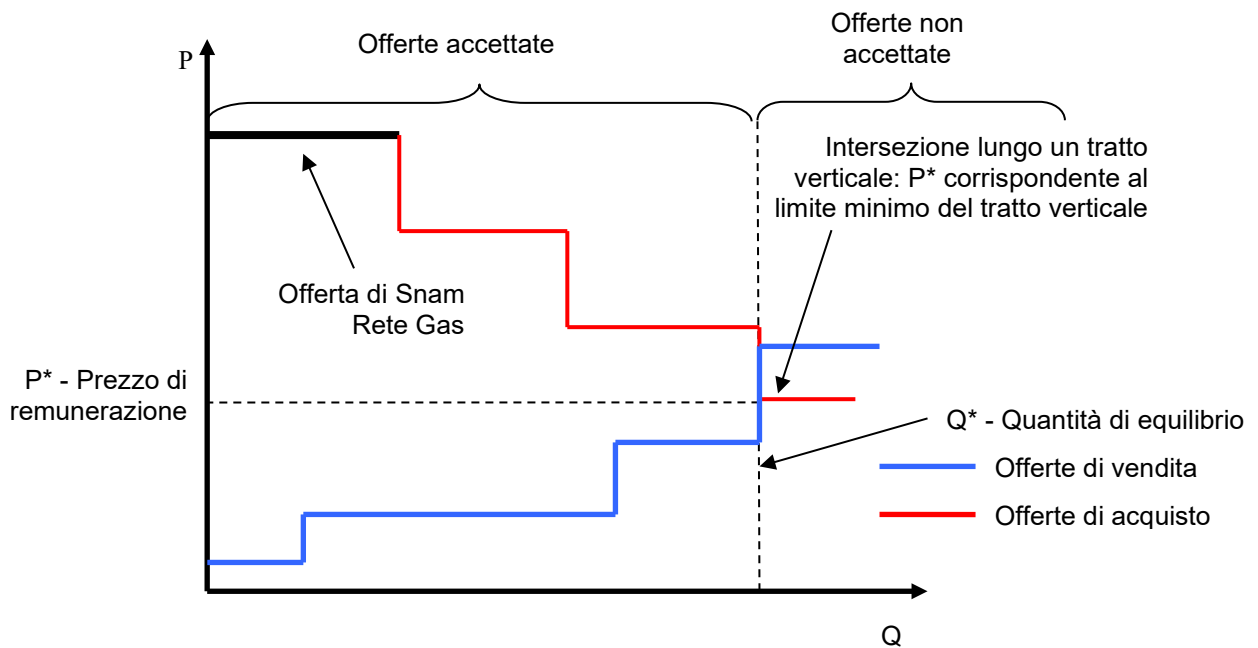 Offerte accettate
Offerte non
accettate
P
Intersezione lungo un tratto
verticale: P* corrispondente al
limite minimo del tratto verticale
Offerta di Snam
Rete Gas
P* - Prezzo di
remunerazione
Q* - Quantità di equilibrio
Offerte di vendita
Offerte di acquisto
Q